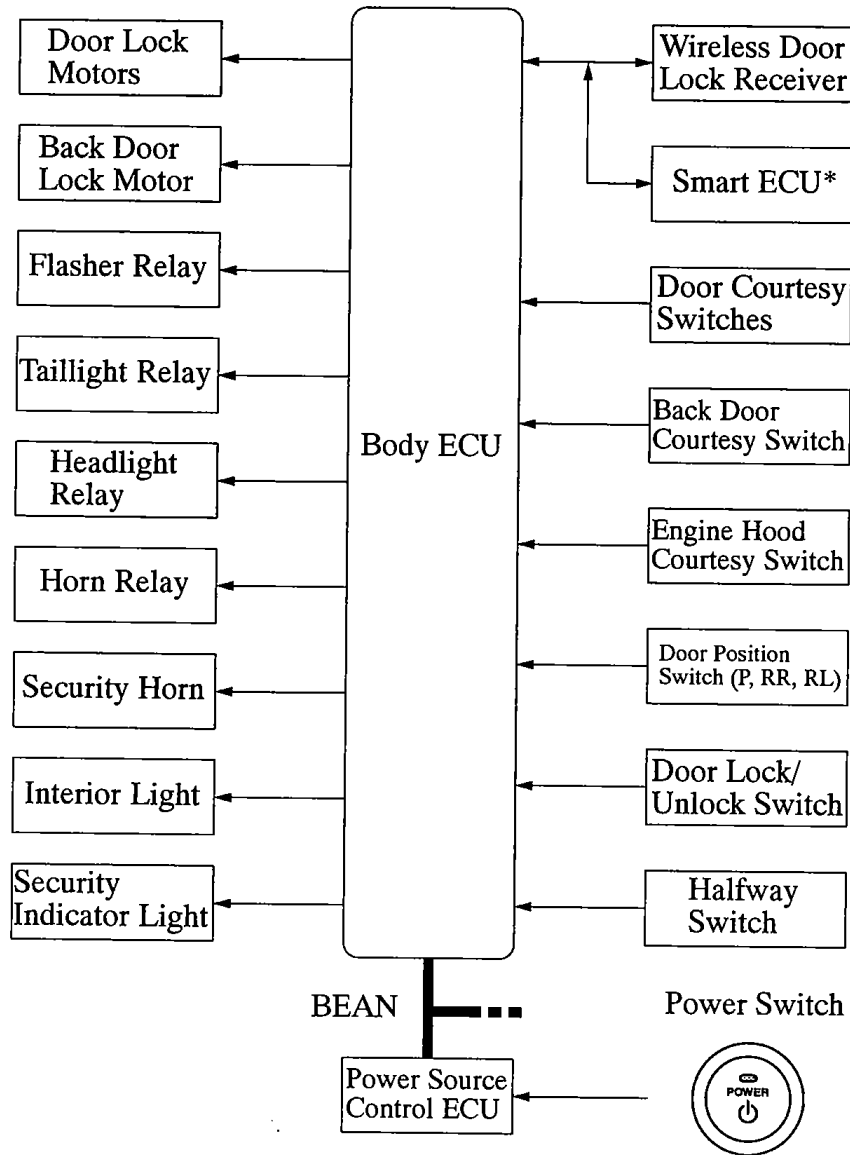 Door Lock
Motors
Back Door
Lock Motor
Flasher Relay
Taillight Relay
Headlight
Relay
Horn Relay
Security Horn
Interior Light
Security
Indicator Light
Body ECU
Wireless Door
Lock Receiver
Smart ECU*
Door Courtesy
Switches
Back Door
Courtesy Switch
Engine Hood
Courtesy Switch
Door Position
Switch (P, RR, RL)
Door Lock/
Unlock Switch
Halfway
Switch
BEAN
Power Switch
Power Source
Control ECU
POWER